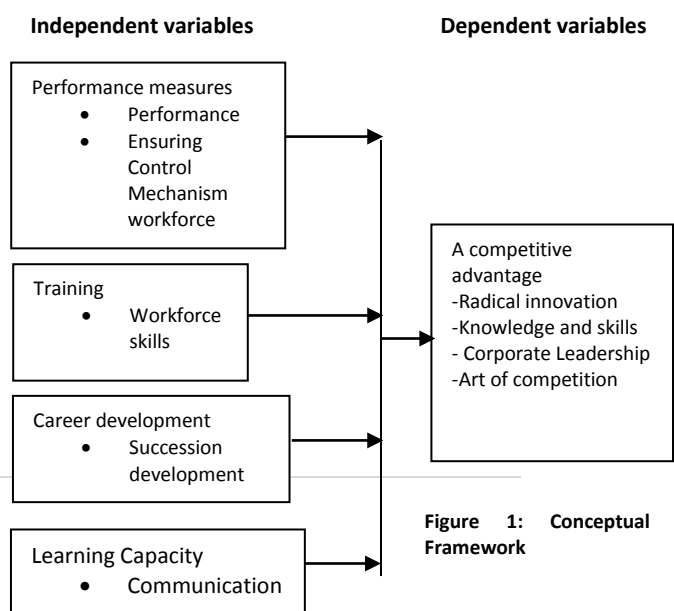 Independent variables
Dependent variables
Performance measures
• Performance
• Ensuring
Control
Mechanism
workforce
Training
• Workforce
skills
Career development
• Succession
development
Learning Capacity
• Communication
A competitive
advantage
-Radical innovation
-Knowledge and skills
- Corporate Leadership
-Art of competition
Figure 1: Conceptual
Framework